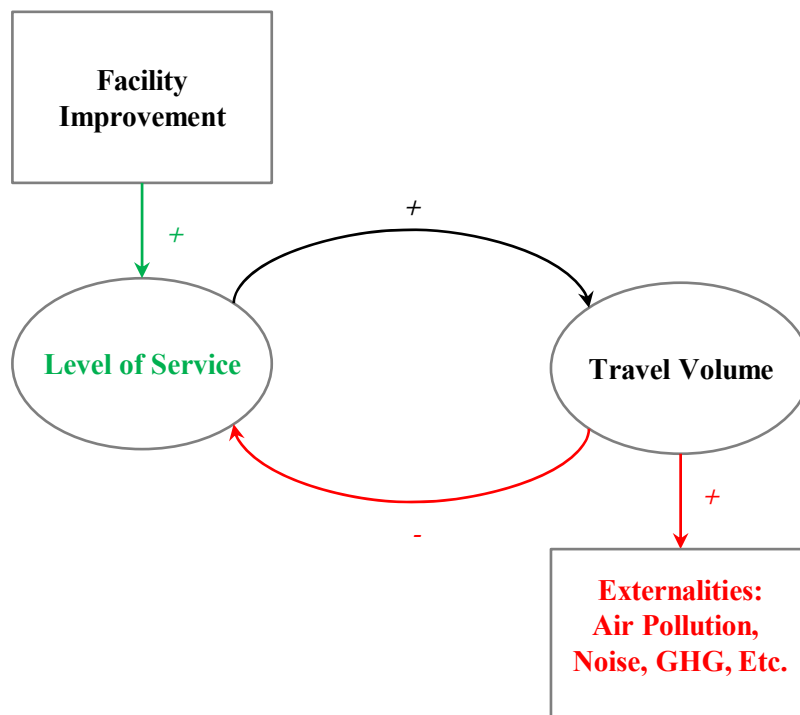 Facility
Improvement
+
+
Level of Service
Travel Volume
-
+
Externalities:
Air Pollution,
Noise, GHG, Etc.